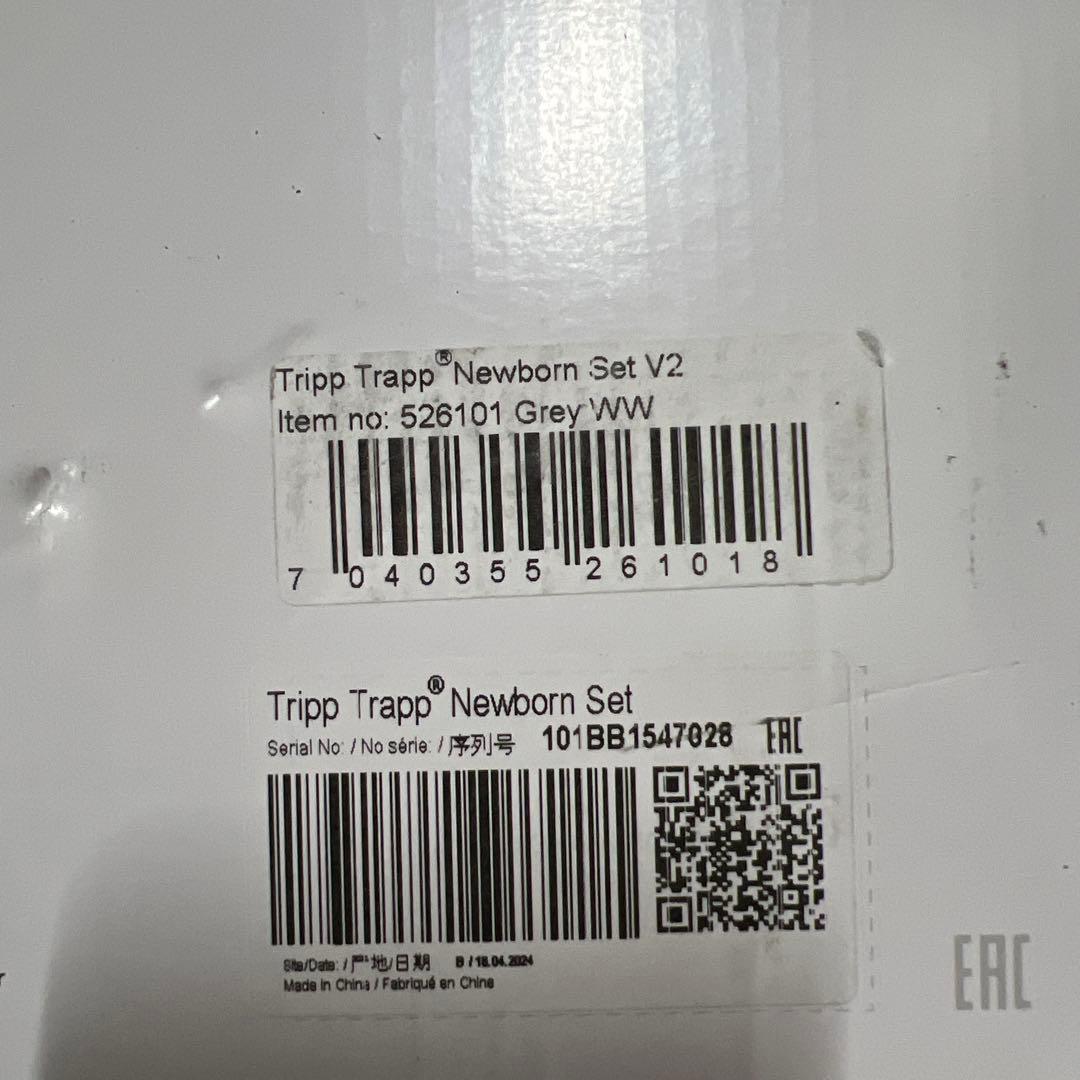 Tripp Trapp® Newborn Set V2
Item no: 526101 Grey WW
7 040355 261018
Tripp Trapp® Newborn Set
Serial No: / No série: / 序列号 101BB1547028 EAC
Site/Date: / 产地/日期 B / 18.04.2024
Made in China / Fabriqué en Chine
EAC